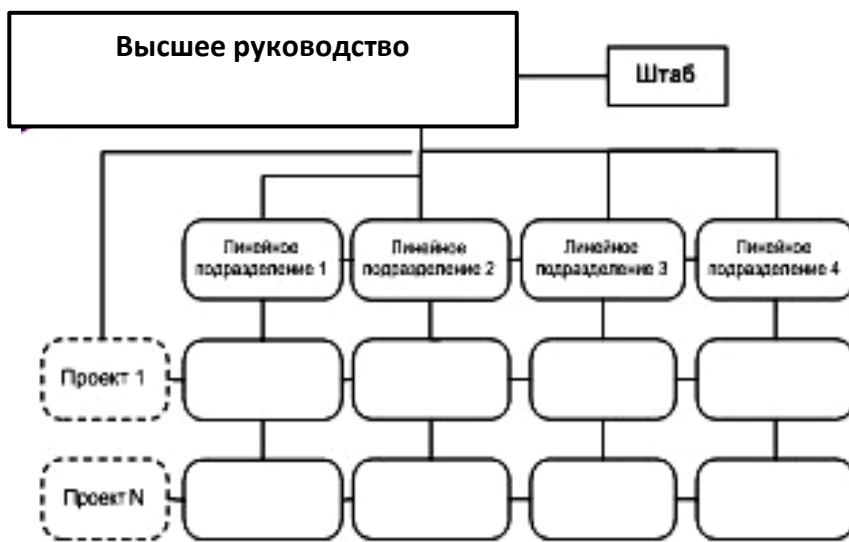 Высшее руководство
Штаб
Линейное
подразделение 1
Линейное
подразделение 2
Линейное
подразделение 3
Линейное
подразделение 4
Проект 1
Проект N